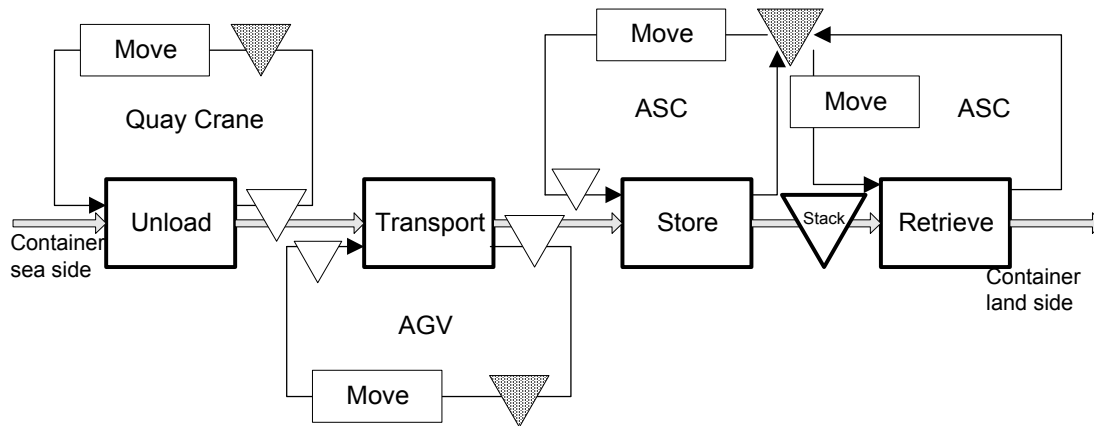 Move
Move
Quay Crane
ASC
Move
ASC
Unload
Transport
Store
Stack
Retrieve
Container
sea side
Container
land side
AGV
Move